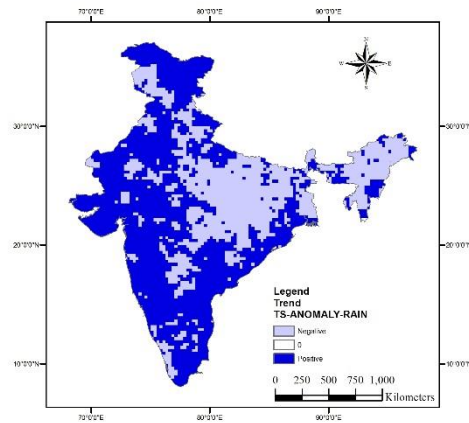 70°0'0"E 80°0'0"E 90°0'0"E
N
W E
S
30°0'0"N 30°0'0"N
20°0'0"N 20°0'0"N
Legend
Trend
TS-ANOMALY-RAIN
Negative
0
Positive
10°0'0"N 10°0'0"N
0 250 500 750 1,000
Kilometers
70°0'0"E 80°0'0"E 90°0'0"E